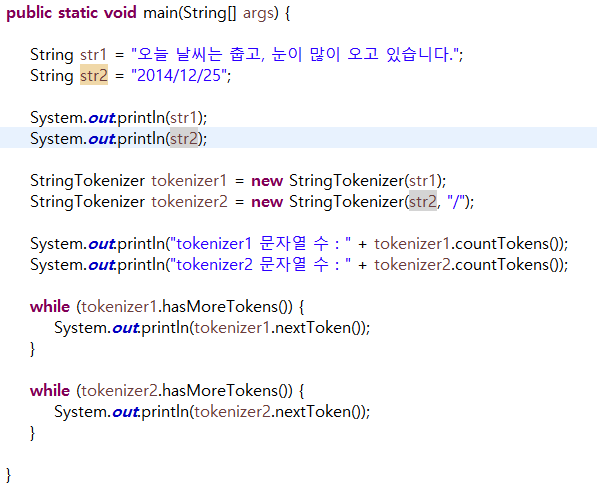 public static void main(String[] args) {
String str1 = "오늘 날씨는 춥고, 눈이 많이 오고 있습니다.";
String str2 = "2014/12/25";
System.out.println(str1);
System.out.println(str2);
StringTokenizer tokenizer1 = new StringTokenizer(str1);
StringTokenizer tokenizer2 = new StringTokenizer(str2, "/");
System.out.println("tokenizer1 문자열 수 : " + tokenizer1.countTokens());
System.out.println("tokenizer2 문자열 수 : " + tokenizer2.countTokens());
while (tokenizer1.hasMoreTokens()) {
System.out.println(tokenizer1.nextToken());
}
while (tokenizer2.hasMoreTokens()) {
System.out.println(tokenizer2.nextToken());
}
}